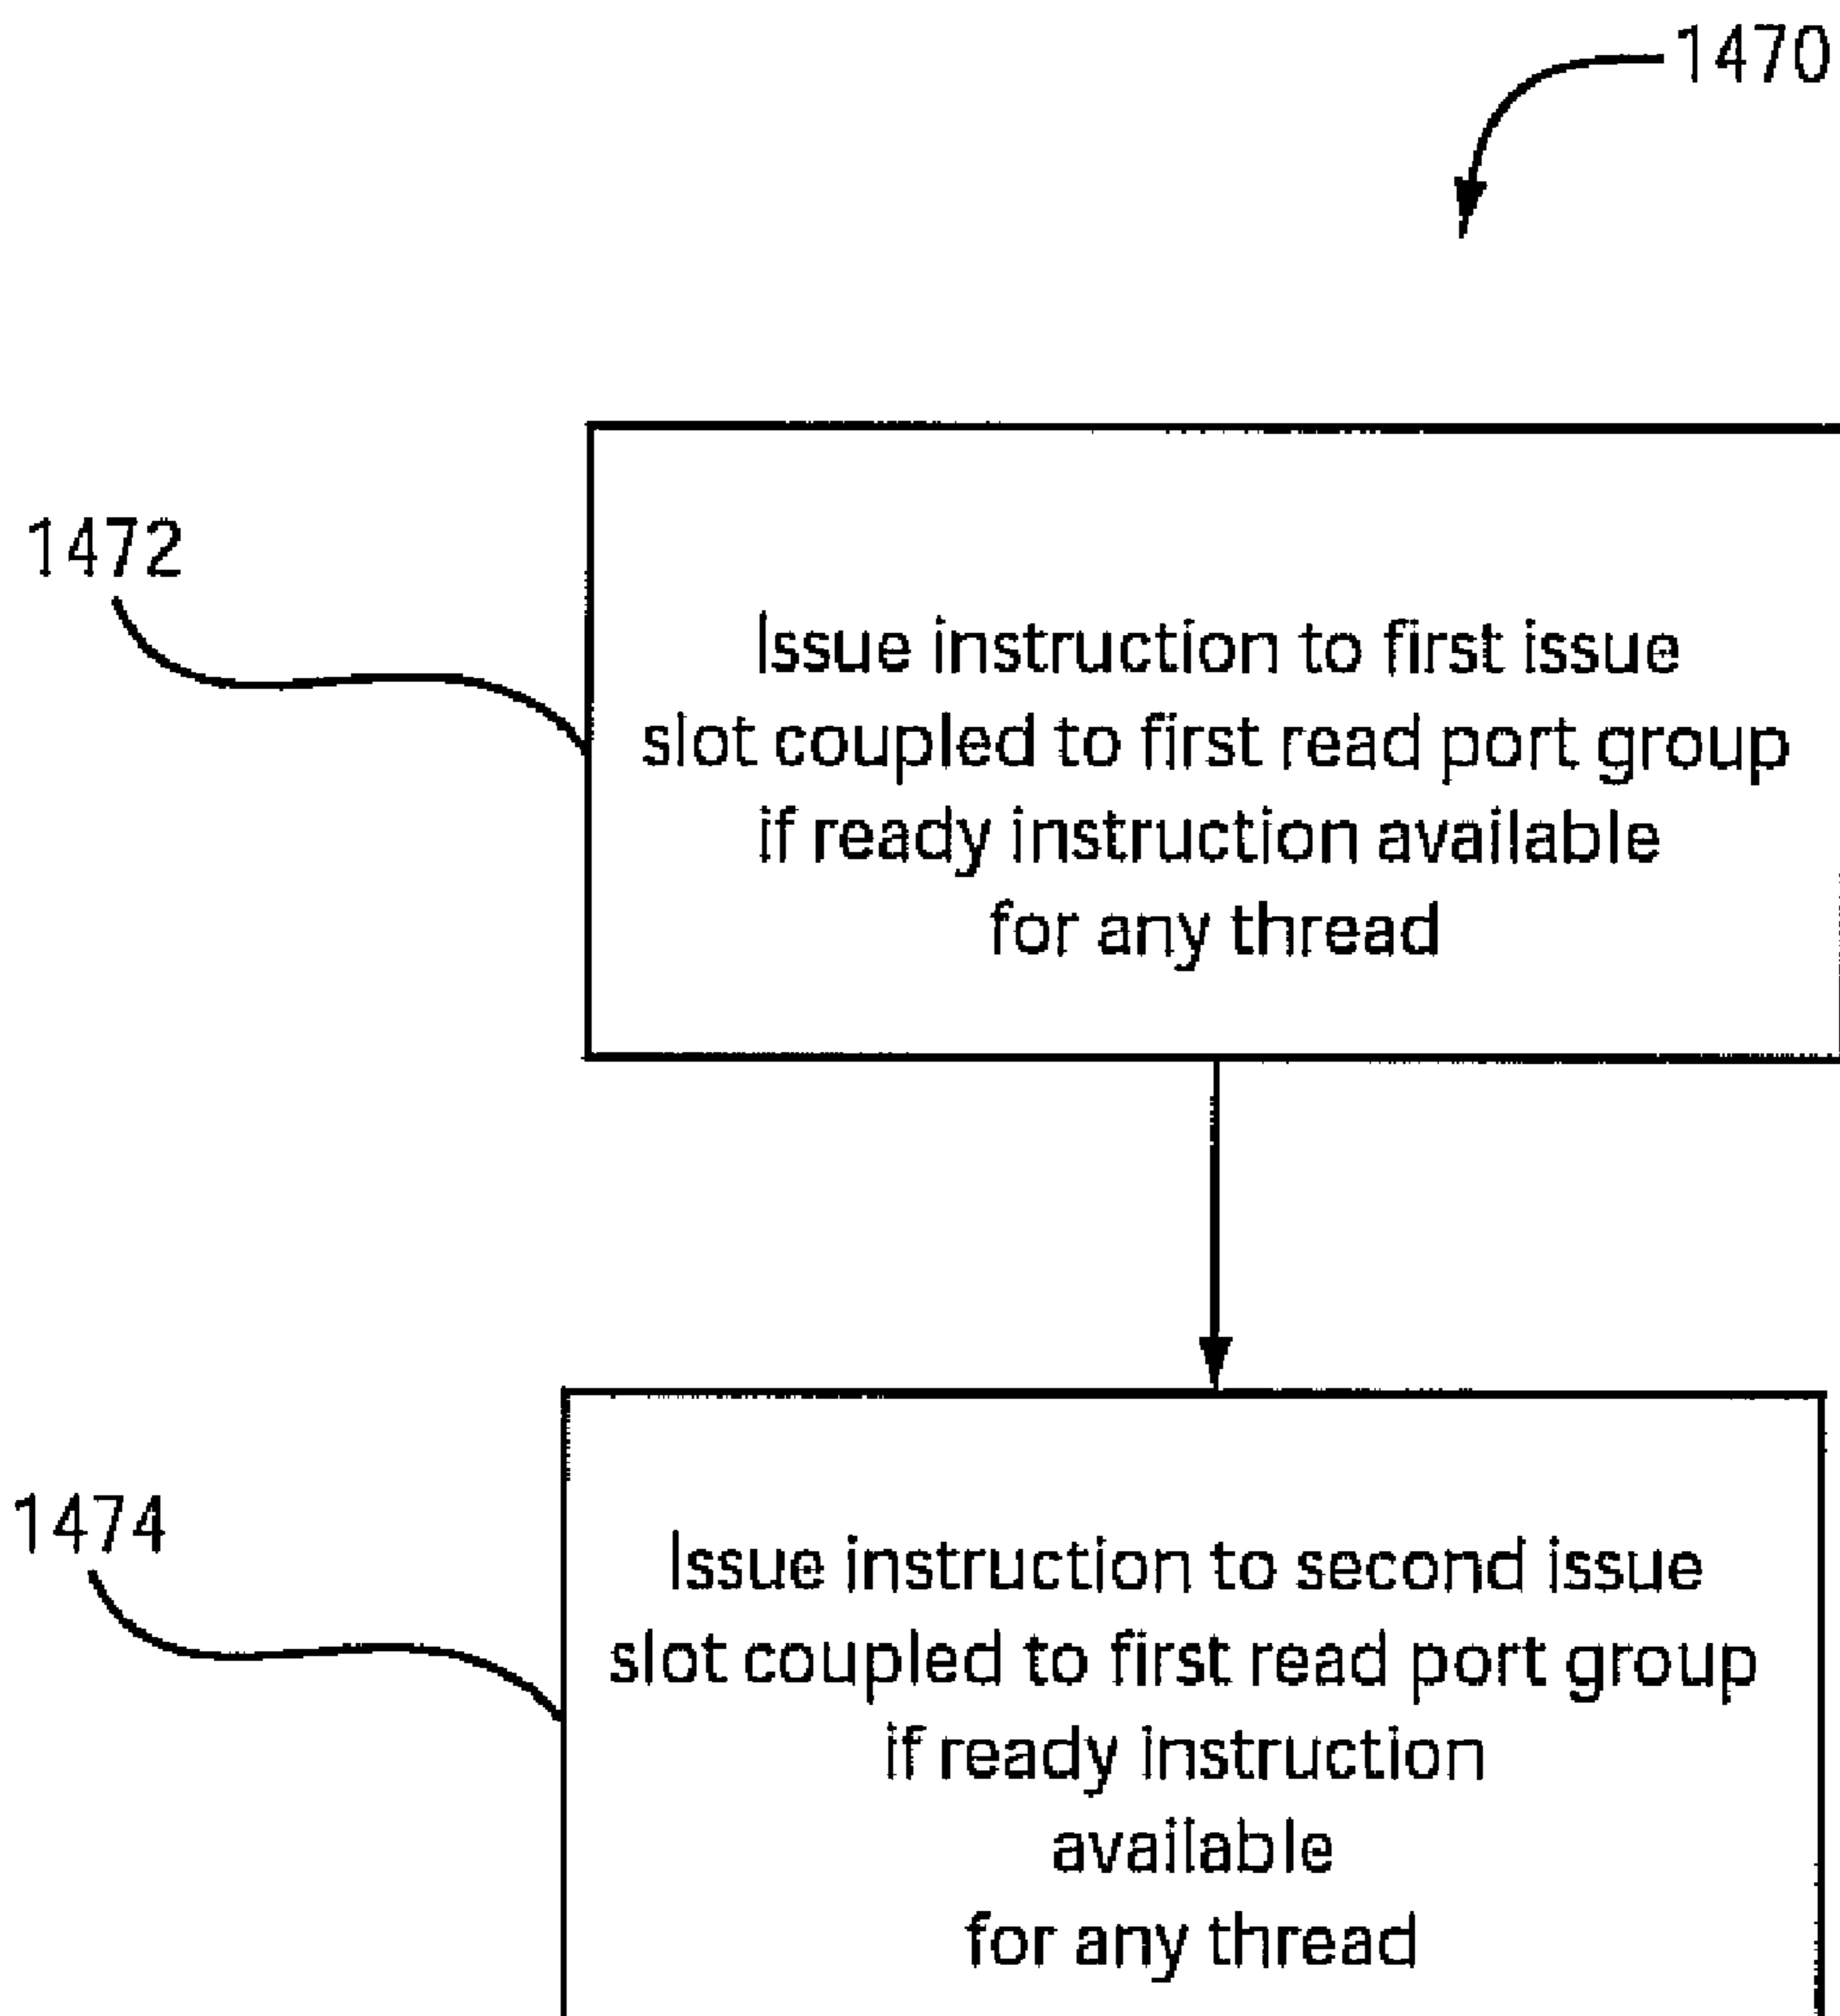 1470
1472
Issue instruction to first issue
slot coupled to first read port group
if ready instruction available
for any thread
1474
Issue instruction to second issue
slot coupled to first read port group
if ready instruction
available
for any thread